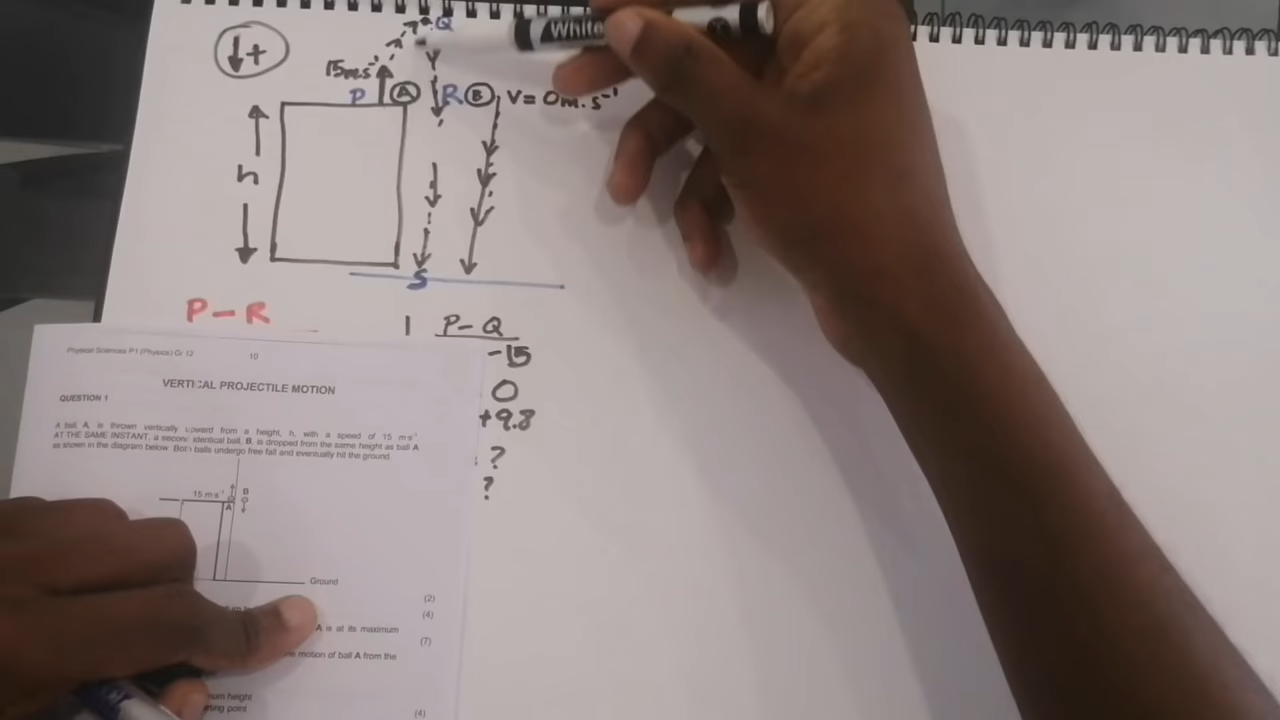 ↓+
Q
White
15m.s⁻¹
P A R B V = 0m.s⁻¹
h
S
P - R
1 P - Q
-15
0
+9.8
?
?
Physical Sciences P1 (Physics) Gr 12 10
VERTICAL PROJECTILE MOTION
QUESTION 1
A ball, A, is thrown vertically upward from a height, h, with a speed of 15 m·s⁻¹.
AT THE SAME INSTANT, a second identical ball, B, is dropped from the same height as ball A
as shown in the diagram below. Both balls undergo free fall and eventually hit the ground.
15 m·s⁻¹ B
A
Ground
(2)
(4)
A is at its maximum
(7)
motion of ball A from the
height
point
(4)